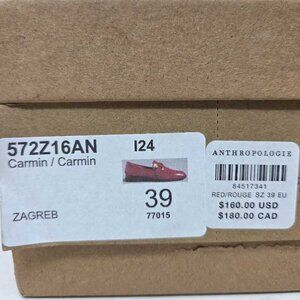 572Z16AN I24
Carmin / Carmin
39
ZAGREB 77015
ANTHROPOLOGIE
84517341
RED/ROUGE SZ 39 EU
$160.00 USD
$180.00 CAD